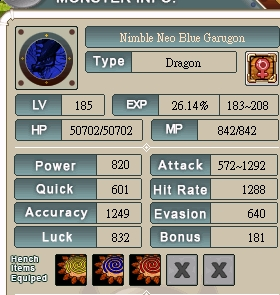 MONSTER INFO.
Nimble Neo Blue Garugon
Type Dragon
LV 185 EXP 26.14% 183~208
HP 50702/50702 MP 842/842
Power 820 Attack 572~1292
Quick 601 Hit Rate 1288
Accuracy 1249 Evasion 640
Luck 832 Bonus 181
Hench
Items
Equiped